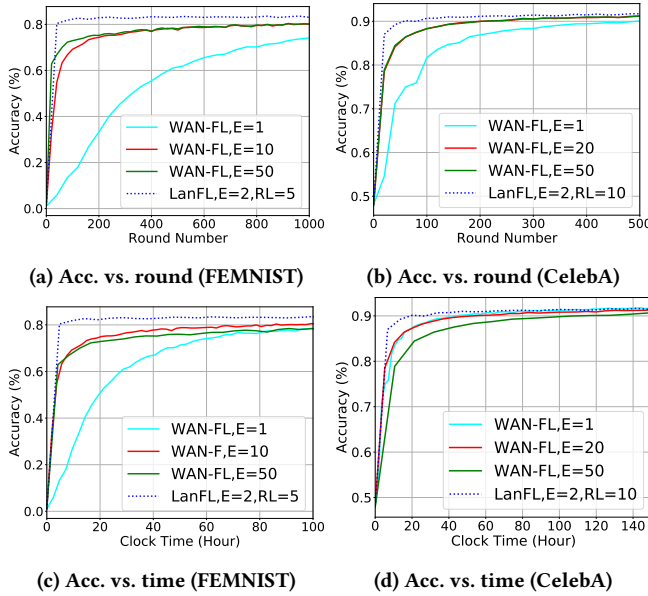 Accuracy (%)
0.8
0.6
0.4
0.2
0.0
WAN-FL,E=1
WAN-FL,E=10
WAN-FL,E=50
LanFL,E=2,RL=5
0 200 400 600 800 1000
Round Number
(a) Acc. vs. round (FEMNIST)
Accuracy (%)
0.9
0.8
0.7
0.6
0.5
WAN-FL,E=1
WAN-FL,E=20
WAN-FL,E=50
LanFL,E=2,RL=10
0 100 200 300 400 500
Round Number
(b) Acc. vs. round (CelebA)
Accuracy (%)
0.8
0.6
0.4
0.2
0.0
WAN-FL,E=1
WAN-F,E=10
WAN-FL,E=50
LanFL,E=2,RL=5
0 20 40 60 80 100
Clock Time (Hour)
(c) Acc. vs. time (FEMNIST)
Accuracy (%)
0.9
0.8
0.7
0.6
0.5
WAN-FL,E=1
WAN-FL,E=20
WAN-FL,E=50
LanFL,E=2,RL=10
0 20 40 60 80 100 120 140
Clock Time (Hour)
(d) Acc. vs. time (CelebA)